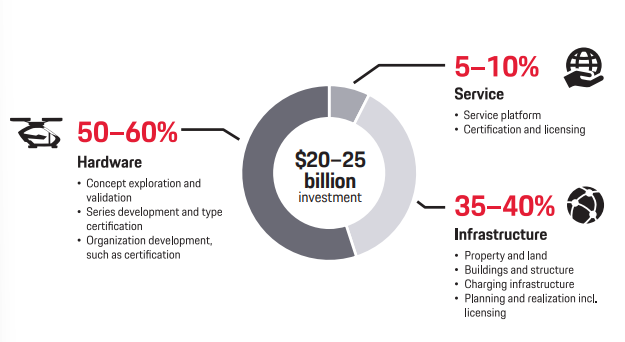 50–60%
Hardware
• Concept exploration and
validation
• Series development and type
certification
• Organization development,
such as certification
$20–25
billion
investment
5–10%
Service
• Service platform
• Certification and licensing
35–40%
Infrastructure
• Property and land
• Buildings and structure
• Charging infrastructure
• Planning and realization incl.
licensing